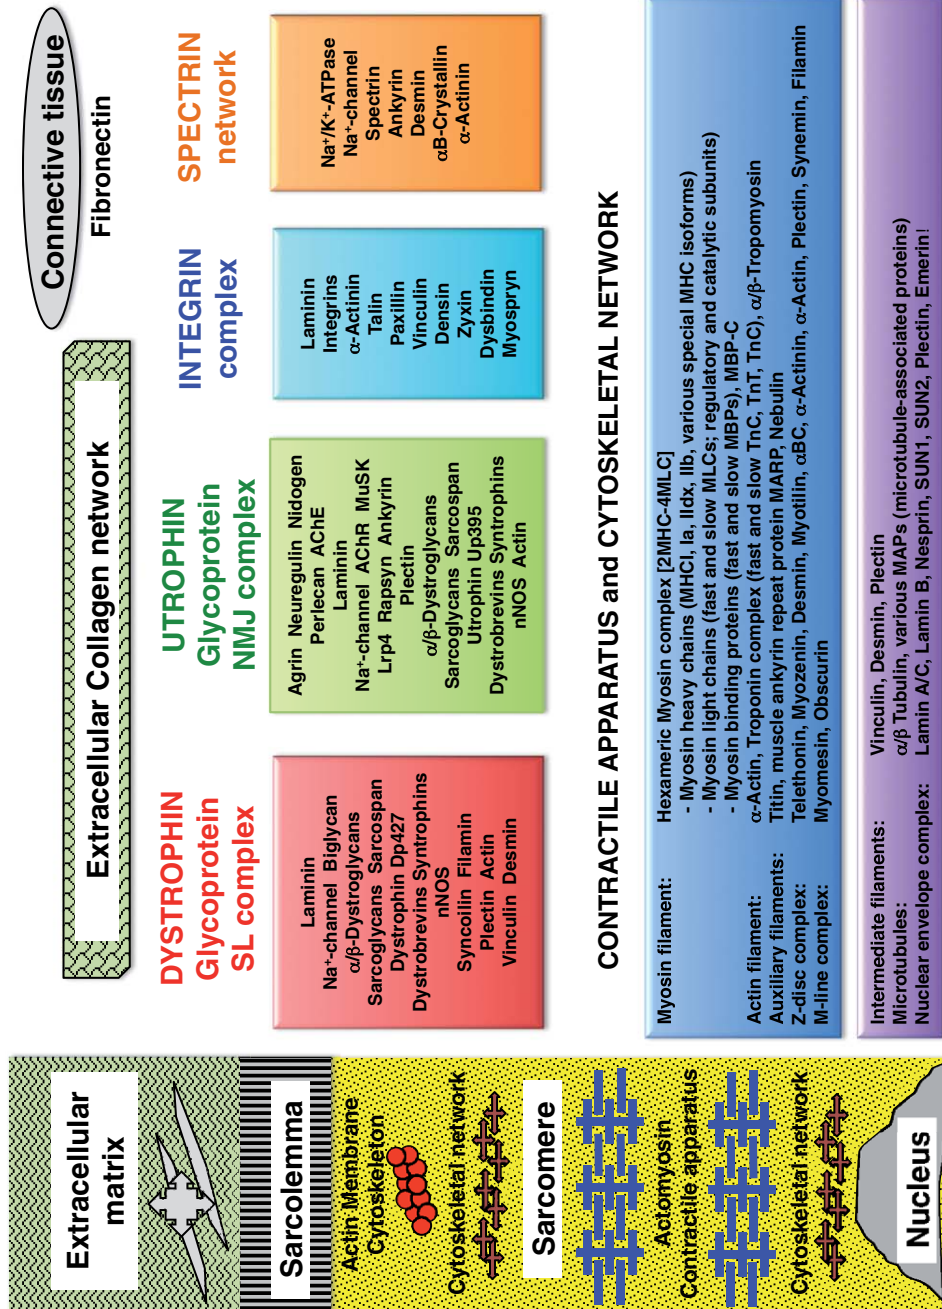 Extracellular
matrix
Sarcolemma
Actin Membrane
Cytoskeleton
Cytoskeletal network
Sarcomere
Actomyosin
Contractile apparatus
Cytoskeletal network
Nucleus
Extracellular Collagen network
Connective tissue
Fibronectin
DYSTROPHIN
Glycoprotein
SL complex
Laminin
Na⁺-channel Biglycan
α/β-Dystroglycans
Sarcoglycans Sarcospan
Dystrophin Dp427
Dystrobrevins Syntrophins
nNOS
Syncoilin Filamin
Plectin Actin
Vinculin Desmin
UTROPHIN
Glycoprotein
NMJ complex
Agrin Neuregulin Nidogen
Perlecan AChE
Laminin
Na⁺-channel AChR MuSK
Lrp4 Rapsyn Ankyrin
Plectin
α/β-Dystroglycans
Sarcoglycans Sarcospan
Utrophin Up395
Dystrobrevins Syntrophins
nNOS Actin
INTEGRIN
complex
Laminin
Integrins
α-Actinin
Talin
Paxillin
Vinculin
Densin
Zyxin
Dysbindin
Myospryn
SPECTRIN
network
Na⁺/K⁺-ATPase
Na⁺-channel
Spectrin
Ankyrin
Desmin
αB-Crystallin
α-Actinin
CONTRACTILE APPARATUS and CYTOSKELETAL NETWORK
Myosin filament: Hexameric Myosin complex [2MHC-4MLC]
- Myosin heavy chains (MHCI, Ia, IIdx, IIb, various special MHC isoforms)
- Myosin light chains (fast and slow MLCs; regulatory and catalytic subunits)
- Myosin binding proteins (fast and slow MBPs), MBP-C
Actin filament: α-Actin, Troponin complex (fast and slow TnC, TnT, TnC), α/β-Tropomyosin
Auxiliary filaments: Titin, muscle ankyrin repeat protein MARP, Nebulin
Z-disc complex: Telethonin, Myozenin, Desmin, Myotilin, αBC, α-Actinin, α-Actin, Plectin, Synemin, Filamin
M-line complex: Myomesin, Obscurin
Intermediate filaments: Vinculin, Desmin, Plectin
Microtubules: α/β Tubulin, various MAPs (microtubule-associated proteins)
Nuclear envelope complex: Lamin A/C, Lamin B, Nesprin, SUN1, SUN2, Plectin, Emerin!